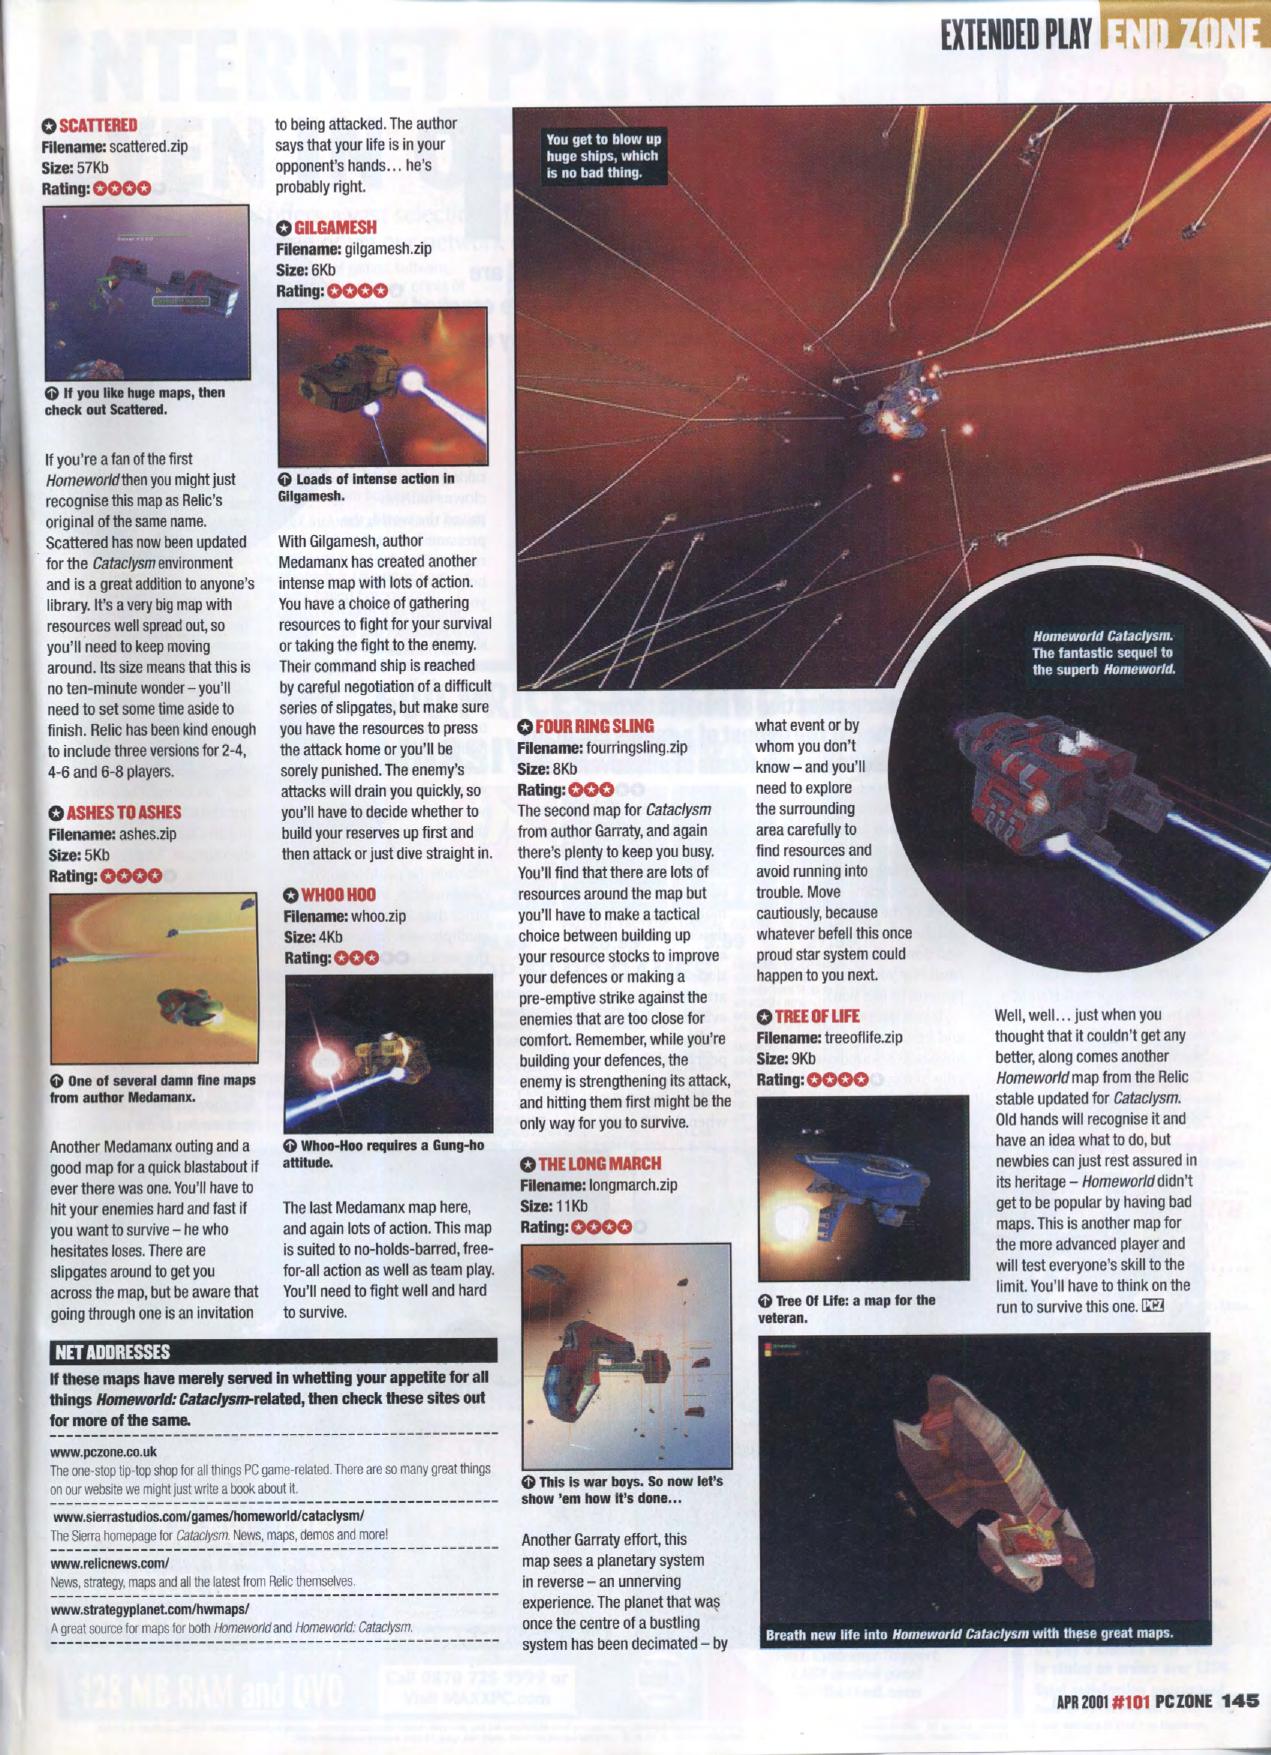 EXTENDED PLAY END ZONE
SCATTERED
Filename: scattered.zip
Size: 57Kb
Rating:
If you like huge maps, then
check out Scattered.
If you're a fan of the first
Homeworld then you might just
recognise this map as Relic's
original of the same name.
Scattered has now been updated
for the Cataclysm environment
and is a great addition to anyone's
library. It's a very big map with
resources well spread out, so
you'll need to keep moving
around. Its size means that this is
no ten-minute wonder – you'll
need to set some time aside to
finish. Relic has been kind enough
to include three versions for 2-4,
4-6 and 6-8 players.
ASHES TO ASHES
Filename: ashes.zip
Size: 5Kb
Rating:
One of several damn fine maps
from author Medamanx.
Another Medamanx outing and a
good map for a quick blastabout if
ever there was one. You'll have to
hit your enemies hard and fast if
you want to survive – he who
hesitates loses. There are
slipgates around to get you
across the map, but be aware that
going through one is an invitation
to being attacked. The author
says that your life is in your
opponent's hands... he's
probably right.
GILGAMESH
Filename: gilgamesh.zip
Size: 6Kb
Rating:
Loads of intense action in
Gilgamesh.
With Gilgamesh, author
Medamanx has created another
intense map with lots of action.
You have a choice of gathering
resources to fight for your survival
or taking the fight to the enemy.
Their command ship is reached
by careful negotiation of a difficult
series of slipgates, but make sure
you have the resources to press
the attack home or you'll be
sorely punished. The enemy's
attacks will drain you quickly, so
you'll have to decide whether to
build your reserves up first and
then attack or just dive straight in.
WHOO HOO
Filename: whoo.zip
Size: 4Kb
Rating:
Whoo-Hoo requires a Gung-ho
attitude.
The last Medamanx map here,
and again lots of action. This map
is suited to no-holds-barred, free-
for-all action as well as team play.
You'll need to fight well and hard
to survive.
NET ADDRESSES
If these maps have merely served in whetting your appetite for all
things Homeworld: Cataclysm-related, then check these sites out
for more of the same.
www.pczone.co.uk
The one-stop tip-top shop for all things PC game-related. There are so many great things
on our website we might just write a book about it.
www.sierrastudios.com/games/homeworld/cataclysm/
The Sierra homepage for Cataclysm. News, maps, demos and more!
www.relicnews.com/
News, strategy, maps and all the latest from Relic themselves.
www.strategyplanet.com/hwmaps/
A great source for maps for both Homeworld and Homeworld: Cataclysm.
You get to blow up
huge ships, which
is no bad thing.
Homeworld Cataclysm.
The fantastic sequel to
the superb Homeworld.
FOUR RING SLING
Filename: fourringsling.zip
Size: 8Kb
Rating:
The second map for Cataclysm
from author Garraty, and again
there's plenty to keep you busy.
You'll find that there are lots of
resources around the map but
you'll have to make a tactical
choice between building up
your resource stocks to improve
your defences or making a
pre-emptive strike against the
enemies that are too close for
comfort. Remember, while you're
building your defences, the
enemy is strengthening its attack,
and hitting them first might be the
only way for you to survive.
THE LONG MARCH
Filename: longmarch.zip
Size: 11Kb
Rating:
This is war boys. So now let's
show 'em how it's done...
Another Garraty effort, this
map sees a planetary system
in reverse – an unnerving
experience. The planet that was
once the centre of a bustling
system has been decimated – by
what event or by
whom you don't
know – and you'll
need to explore
the surrounding
area carefully to
find resources and
avoid running into
trouble. Move
cautiously, because
whatever befell this once
proud star system could
happen to you next.
TREE OF LIFE
Filename: treeoflife.zip
Size: 9Kb
Rating:
Tree Of Life: a map for the
veteran.
Well, well... just when you
thought that it couldn't get any
better, along comes another
Homeworld map from the Relic
stable updated for Cataclysm.
Old hands will recognise it and
have an idea what to do, but
newbies can just rest assured in
its heritage – Homeworld didn't
get to be popular by having bad
maps. This is another map for
the more advanced player and
will test everyone's skill to the
limit. You'll have to think on the
run to survive this one. PCZ
Breath new life into Homeworld Cataclysm with these great maps.
APR 2001 #101 PC ZONE 145